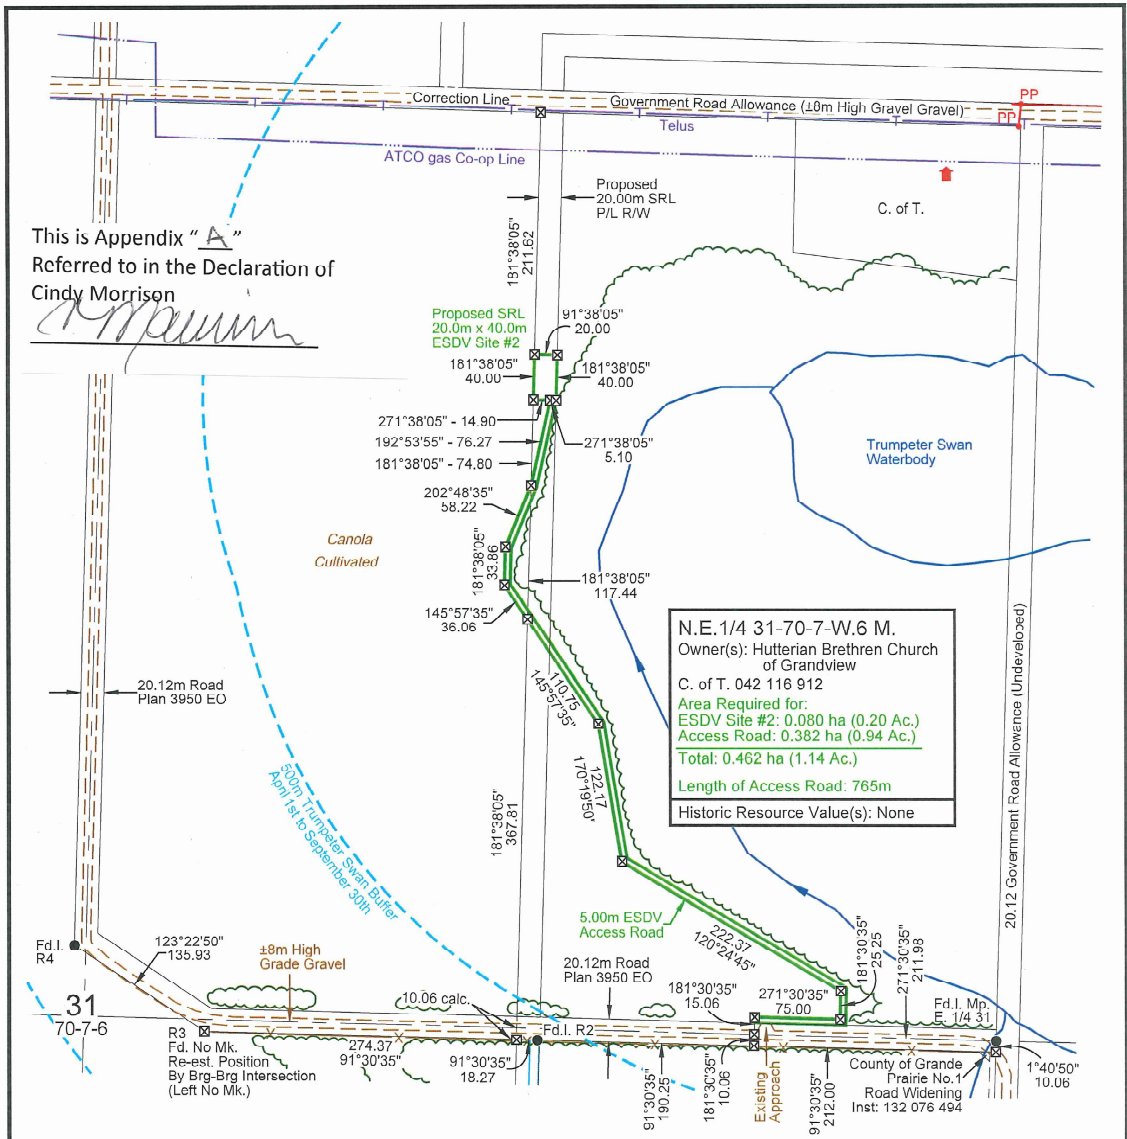 Correction Line
Government Road Allowance (±8m High Gravel Gravel)
PP
PP
Telus
ATCO gas Co-op Line
Proposed
20.00m SRL
P/L R/W
C. of T.
This is Appendix "A"
Referred to in the Declaration of
Cindy Morrison
181°38'05"
211.62
Proposed SRL
20.0m x 40.0m
ESDV Site #2
91°38'05"
20.00
181°38'05"
40.00
181°38'05"
40.00
271°38'05" - 14.90
192°53'55" - 76.27
181°38'05" - 74.80
271°38'05"
5.10
202°48'35"
58.22
Trumpeter Swan
Waterbody
Canola
Cultivated
181°38'05"
33.86
181°38'05"
117.44
145°57'35"
36.06
N.E.1/4 31-70-7-W.6 M.
Owner(s): Hutterian Brethren Church
of Grandview
C. of T. 042 116 912
Area Required for:
ESDV Site #2: 0.080 ha (0.20 Ac.)
Access Road: 0.382 ha (0.94 Ac.)
Total: 0.462 ha (1.14 Ac.)
Length of Access Road: 765m
Historic Resource Value(s): None
20.12m Road
Plan 3950 EO
110.75
145°57'35"
122.17
170°19'50"
500m Trumpeter Swan Buffer
April 1st to September 30th
181°38'05"
367.81
20.12 Government Road Allowance (Undeveloped)
5.00m ESDV
Access Road
222.37
120°24'45"
181°30'35"
25.25
271°30'35"
211.98
Fd.I.
R4
123°22'50"
135.93
±8m High
Grade Gravel
20.12m Road
Plan 3950 EO
181°30'35"
15.06
271°30'35"
75.00
Fd.I. Mp.
E. 1/4 31
31
70-7-6
10.06 calc.
Fd.I. R2
R3
Fd. No Mk.
Re-est. Position
By Brg-Brg Intersection
(Left No Mk.)
274.37
91°30'35"
91°30'35"
18.27
91°30'35"
190.25
181°30'35"
10.06
Existing
Approach
91°30'35"
212.00
County of Grande
Prairie No.1
Road Widening
Inst: 132 076 494
1°40'50"
10.06